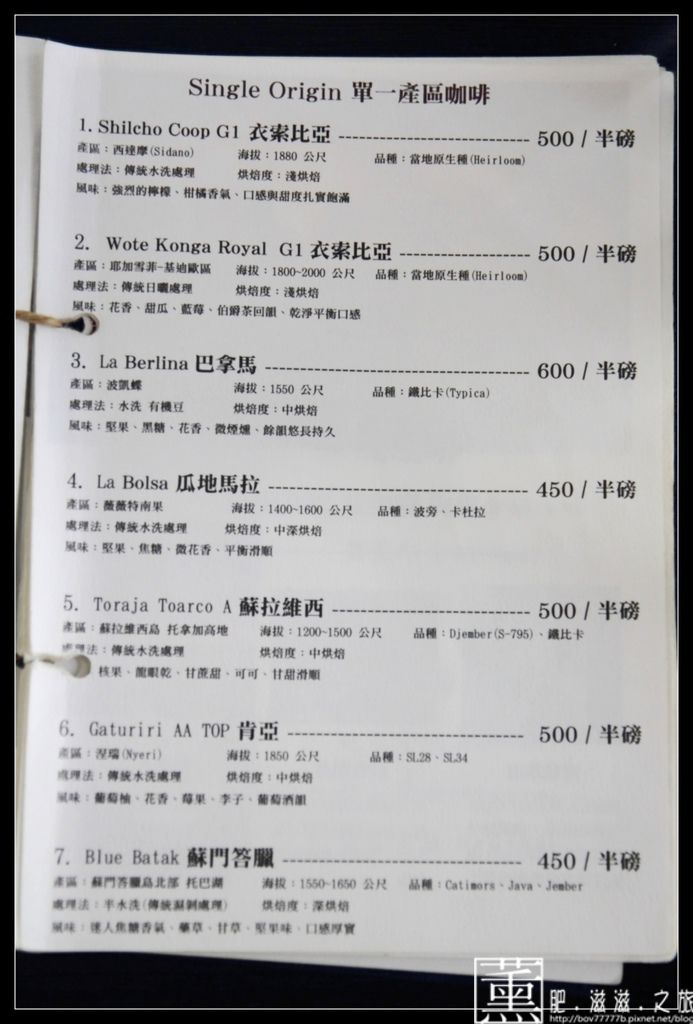 Single Origin 單一產區咖啡
1. Shilcho Coop G1 衣索比亞 ---------------------- 500 / 半磅
產區：西達摩(Sidano) 海拔：1880 公尺 品種：當地原生種(Heirloom)
處理法：傳統水洗處理 烘焙度：淺烘焙
風味：強烈的檸檬、柑橘香氣、口感與甜度扎實飽滿
2. Wote Konga Royal G1 衣索比亞 --------------- 500 / 半磅
產區：耶加雪菲-基迪歐區 海拔：1800~2000 公尺 品種：當地原生種(Heirloom)
處理法：傳統日曬處理 烘焙度：淺烘焙
風味：花香、甜瓜、藍莓、伯爵茶回韻、乾淨平衡口感
3. La Berlina 巴拿馬 ------------------------------- 600 / 半磅
產區：波凱蝶 海拔：1550 公尺 品種：鐵比卡(Typica)
處理法：水洗 有機豆 烘焙度：中烘焙
風味：堅果、黑糖、花香、微煙燻、餘韻悠長持久
4. La Bolsa 瓜地馬拉 ------------------------------- 450 / 半磅
產區：薇薇特南果 海拔：1400~1600 公尺 品種：波旁、卡杜拉
處理法：傳統水洗處理 烘焙度：中深烘焙
風味：堅果、焦糖、微花香、平衡滑順
5. Toraja Toarco A 蘇拉維西 ----------------------- 500 / 半磅
產區：蘇拉維西島 托拿加高地 海拔：1200~1500 公尺 品種：Djember(S-795)、鐵比卡
處理法：傳統水洗處理 烘焙度：中烘焙
核果、龍眼乾、甘蔗甜、可可、甘甜滑順
6. Gaturiri AA TOP 肯亞 --------------------------- 500 / 半磅
產區：涅瑞(Nyeri) 海拔：1850 公尺 品種：SL28、SL34
處理法：傳統水洗處理 烘焙度：中烘焙
風味：葡萄柚、花香、莓果、李子、葡萄酒韻
7. Blue Batak 蘇門答臘 ---------------------------- 450 / 半磅
產區：蘇門答臘島北部 托巴湖 海拔：1550~1650 公尺 品種：Catimors、Java、Jember
處理法：半水洗(傳統濕剝處理) 烘焙度：深烘焙
風味：迷人焦糖香氣、藥草、甘草、堅果味、口感厚實
薰 肥．滋滋．之旅
http://bov77777b.pixnet.net/blog